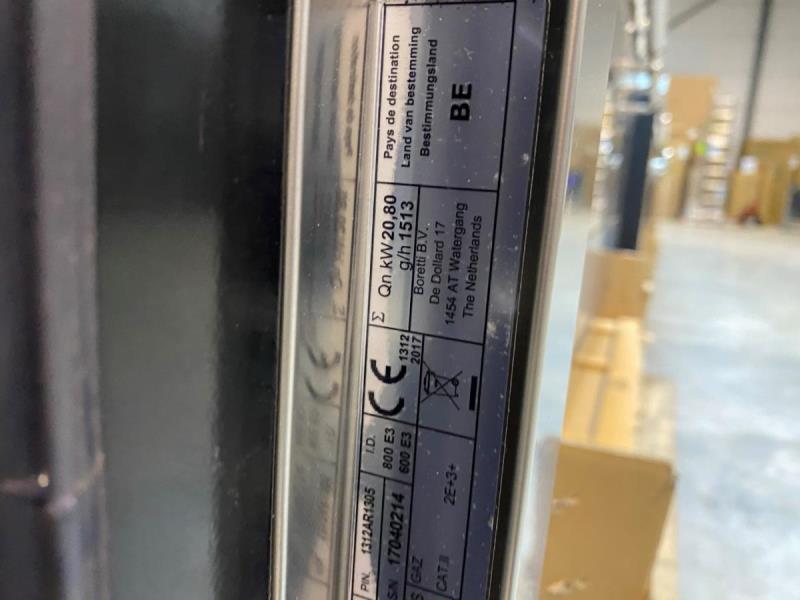 PIN. 1312AR1305
S/N 17040214
GAZ
CAT.II 2E+3+
I.D.
800 E3
600 E3
CE
1312
2017
Σ Qn kW 20,80
g/h 1513
Boretti B.V.
De Dollard 17
1454 AT Watergang
The Netherlands
Pays de destination
Land van bestemming
Bestimmungsland
BE